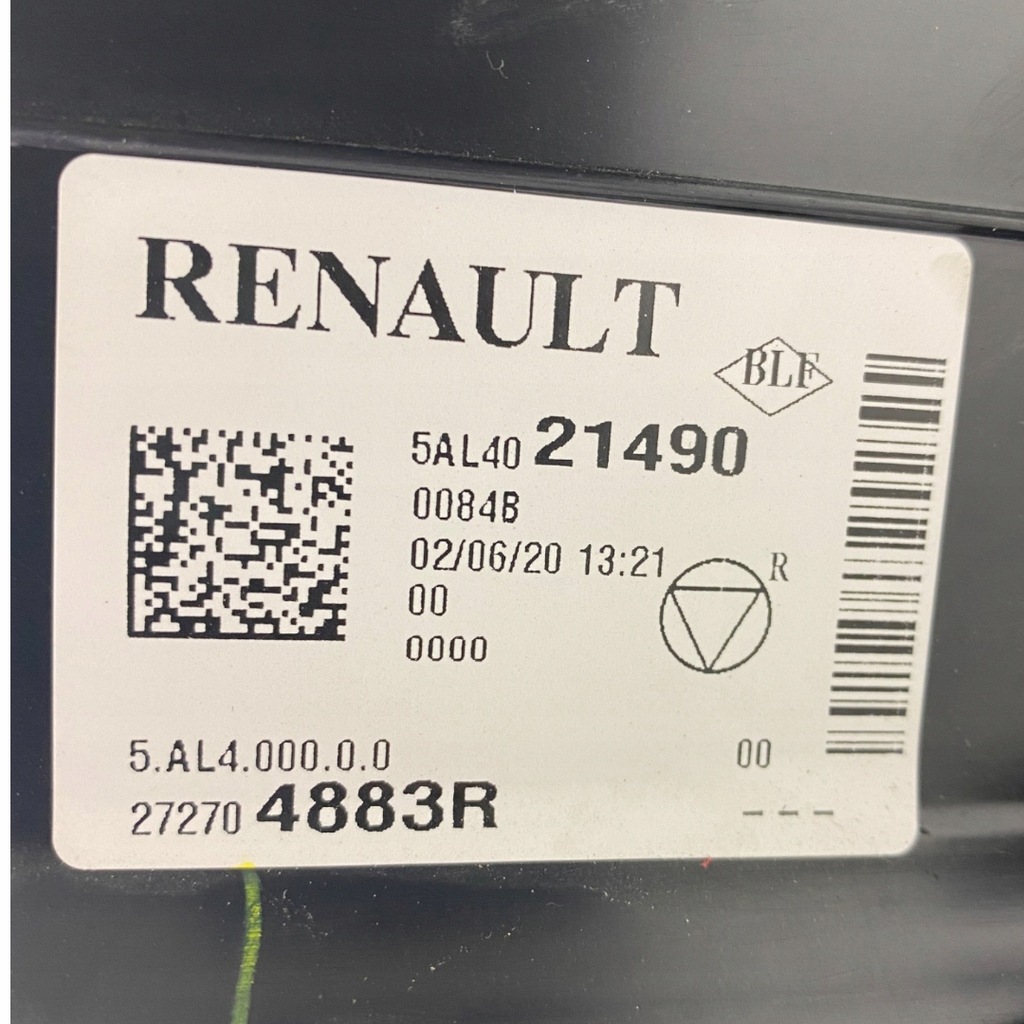 RENAULT
BLF
5AL40 21490
0084B
02/06/20 13:21
R
00
0000
5.AL4.000.0.0
00
27270 4883R
---